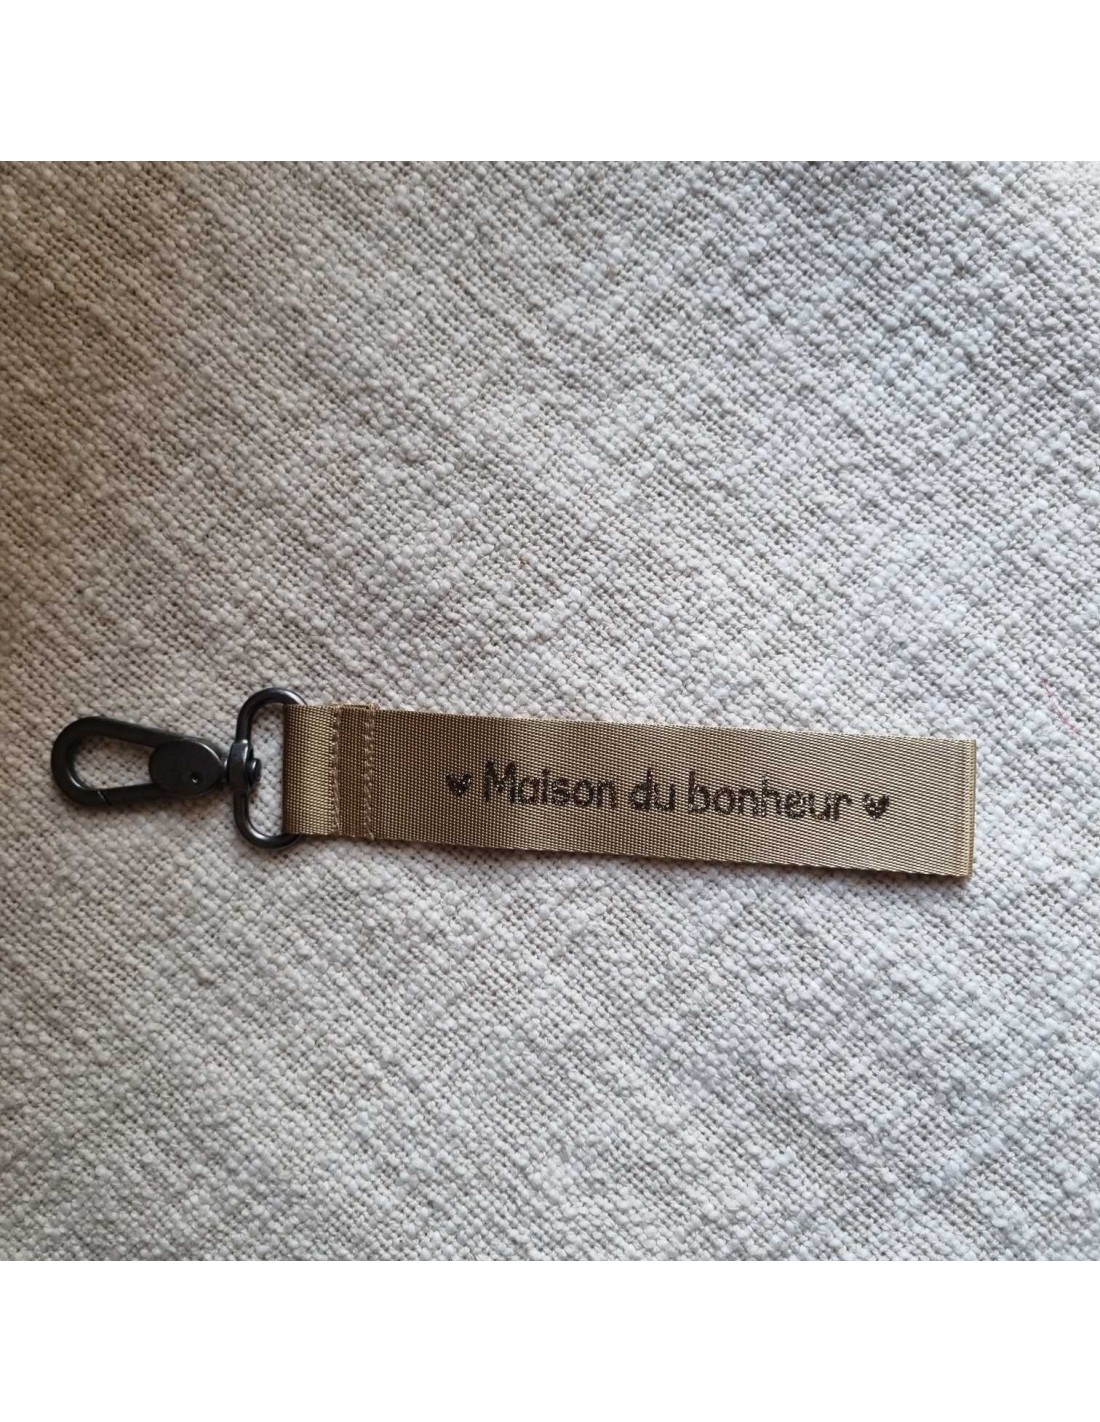 ♥ Maison du bonheur ♥